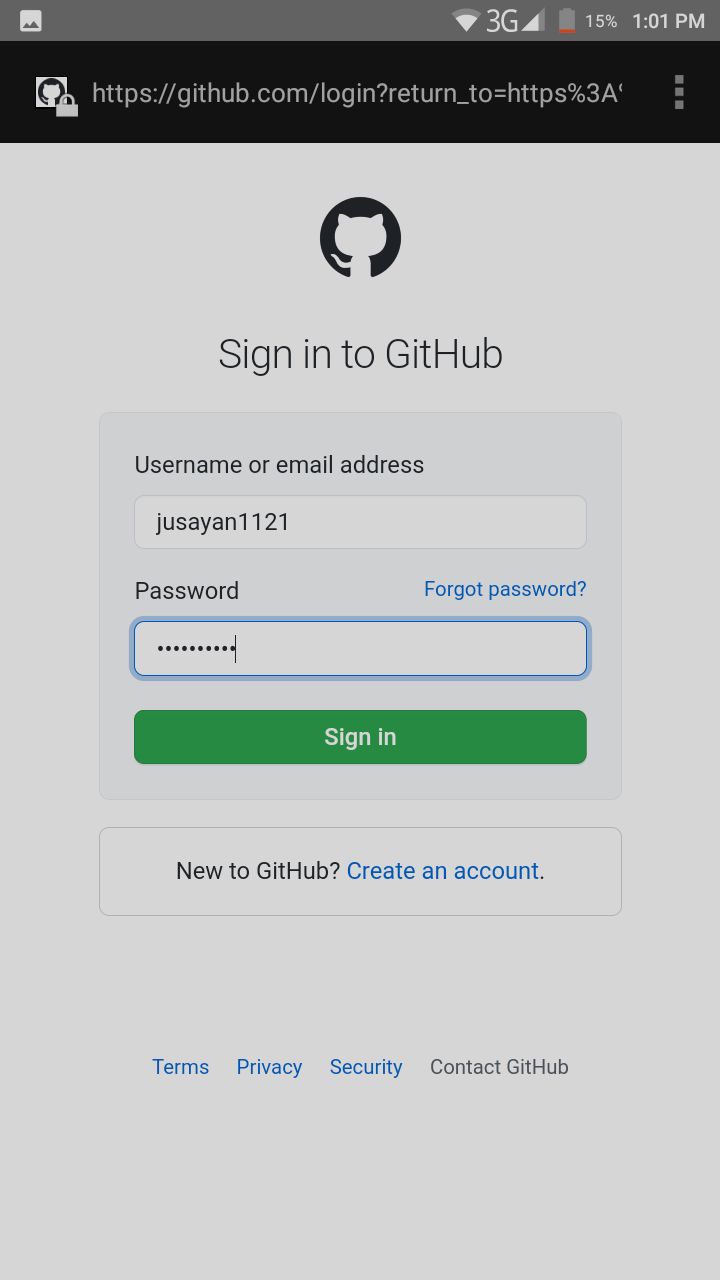 3G 15% 1:01 PM
https://github.com/login?return_to=https%3A
Sign in to GitHub
Username or email address
jusayan1121
Password Forgot password?
••••••••••
Sign in
New to GitHub? Create an account.
Terms Privacy Security Contact GitHub